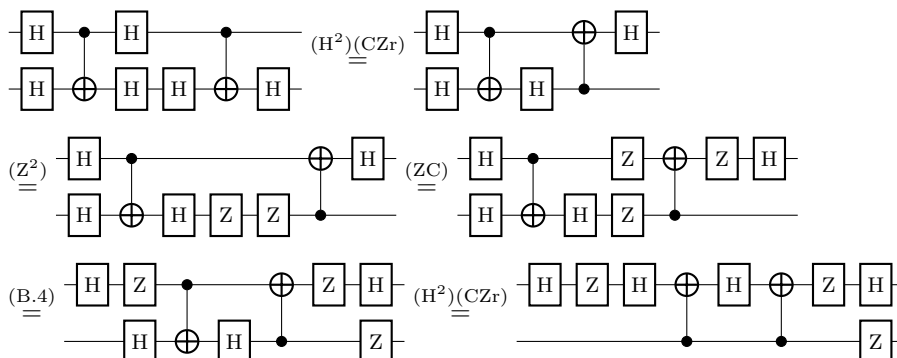 H H (H²)(CZr) H H
=
H H H H H H
H H H Z Z H
(Z²) (ZC)
= =
H H Z Z H H Z
H Z Z H H Z H H Z H
(B.4) (H²)(CZr)
= =
H H Z Z